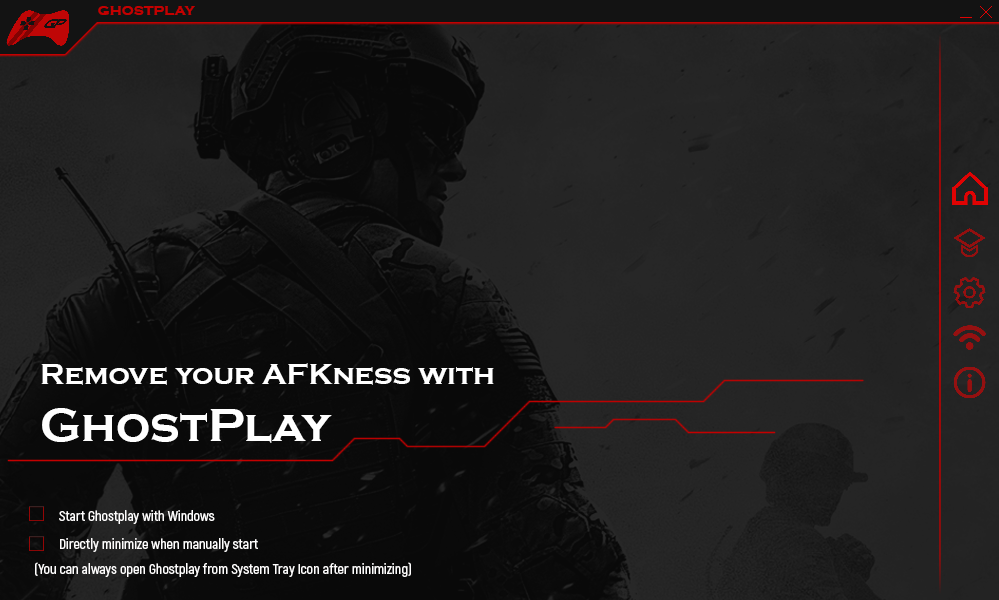 GHOSTPLAY
GP
REMOVE YOUR AFKNESS WITH
GHOSTPLAY
Start Ghostplay with Windows
Directly minimize when manually start
(You can always open Ghostplay from System Tray Icon after minimizing)